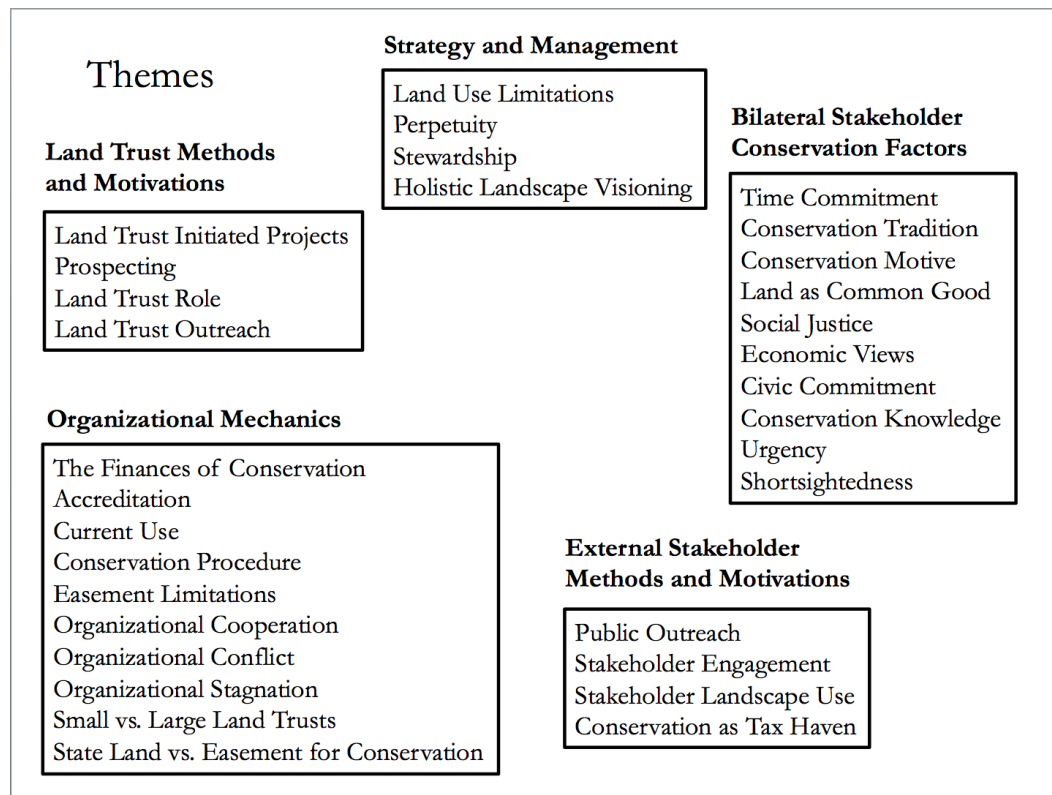 Themes
Strategy and Management
Land Use Limitations
Perpetuity
Stewardship
Holistic Landscape Visioning
Land Trust Methods
and Motivations
Land Trust Initiated Projects
Prospecting
Land Trust Role
Land Trust Outreach
Bilateral Stakeholder
Conservation Factors
Time Commitment
Conservation Tradition
Conservation Motive
Land as Common Good
Social Justice
Economic Views
Civic Commitment
Conservation Knowledge
Urgency
Shortsightedness
Organizational Mechanics
The Finances of Conservation
Accreditation
Current Use
Conservation Procedure
Easement Limitations
Organizational Cooperation
Organizational Conflict
Organizational Stagnation
Small vs. Large Land Trusts
State Land vs. Easement for Conservation
External Stakeholder
Methods and Motivations
Public Outreach
Stakeholder Engagement
Stakeholder Landscape Use
Conservation as Tax Haven